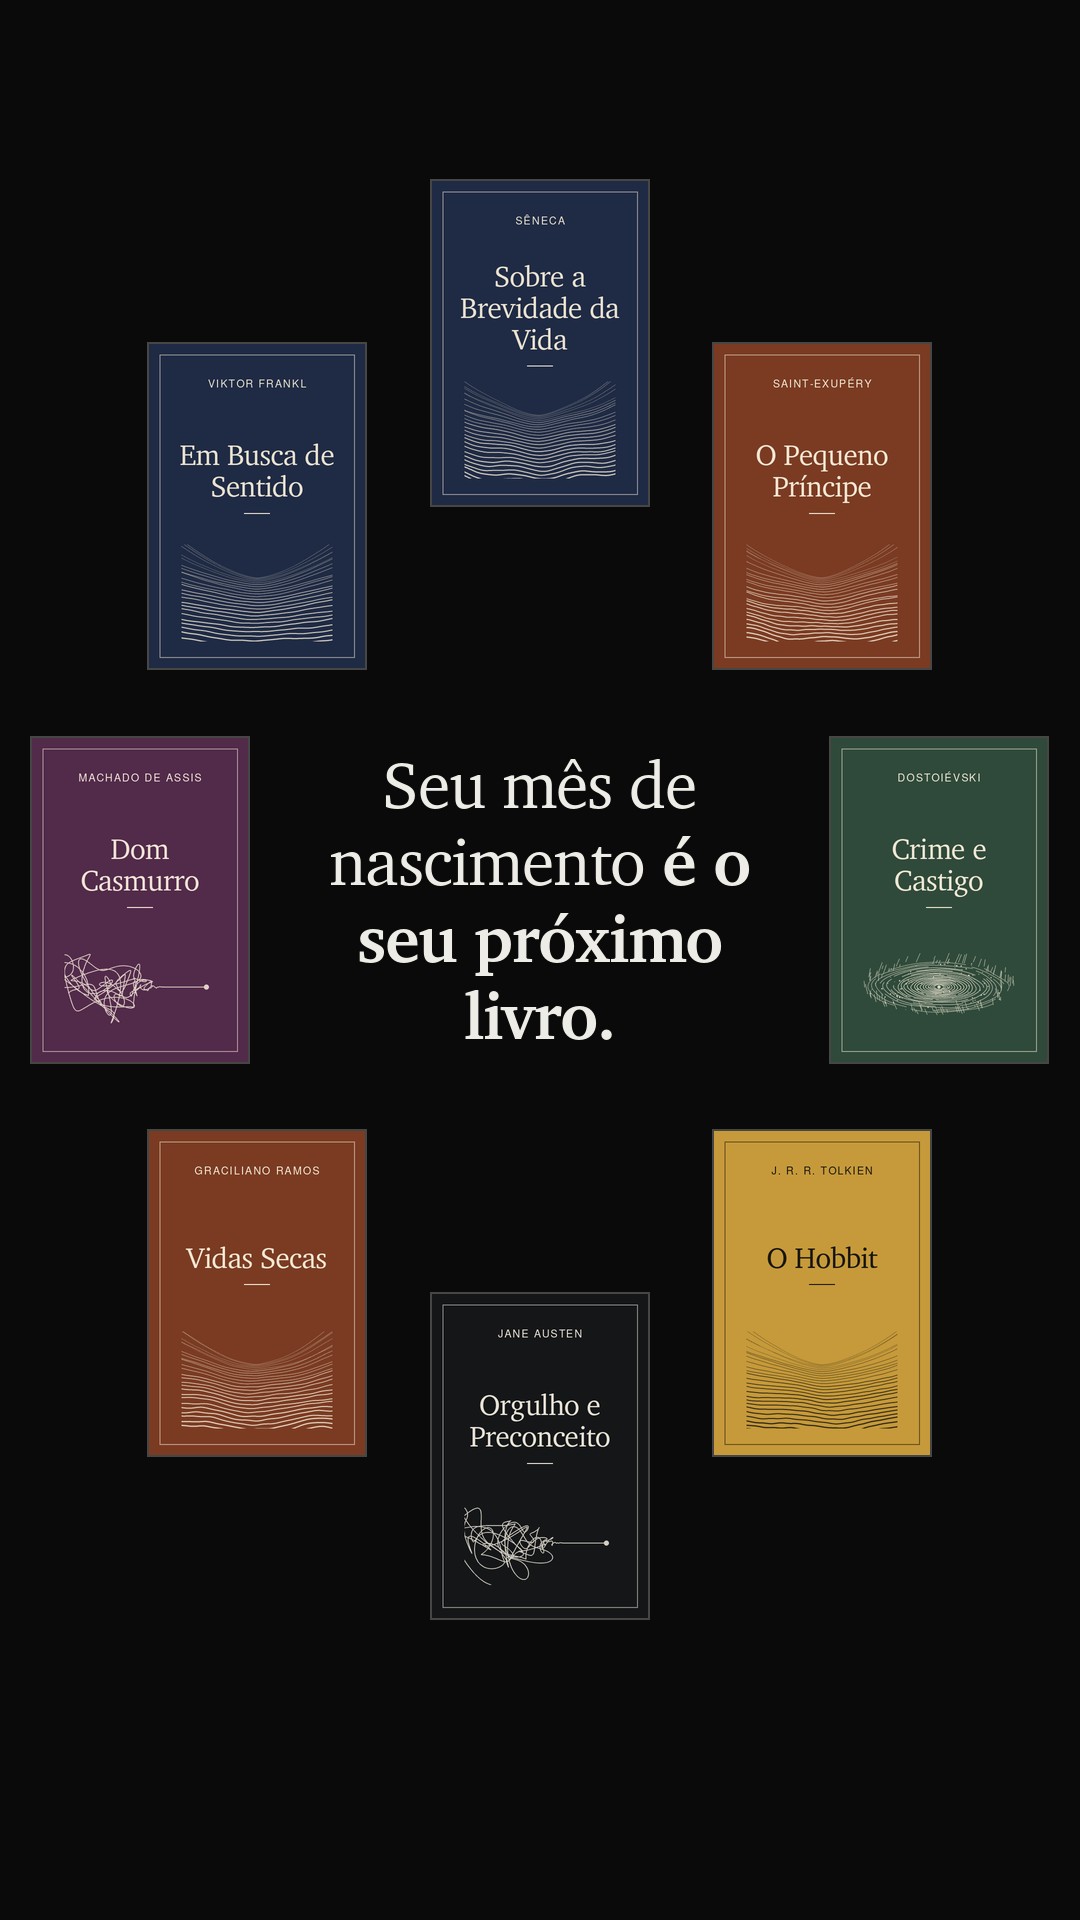 SÊNECA
Sobre a
Brevidade da
Vida
VIKTOR FRANKL
Em Busca de
Sentido
SAINT-EXUPÉRY
O Pequeno
Príncipe
MACHADO DE ASSIS
Dom
Casmurro
Seu mês de
nascimento é o
seu próximo
livro.
DOSTOIÉVSKI
Crime e
Castigo
GRACILIANO RAMOS
Vidas Secas
J. R. R. TOLKIEN
O Hobbit
JANE AUSTEN
Orgulho e
Preconceito